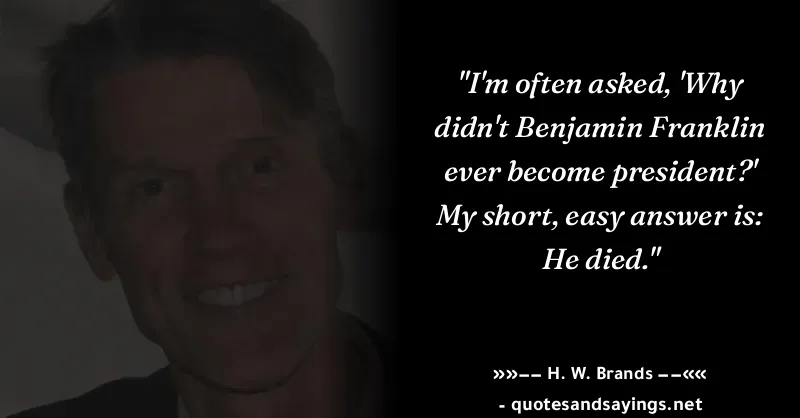 "I'm often asked, 'Why
didn't Benjamin Franklin
ever become president?'
My short, easy answer is:
He died."
»»−− H. W. Brands −−««
- quotesandsayings.net